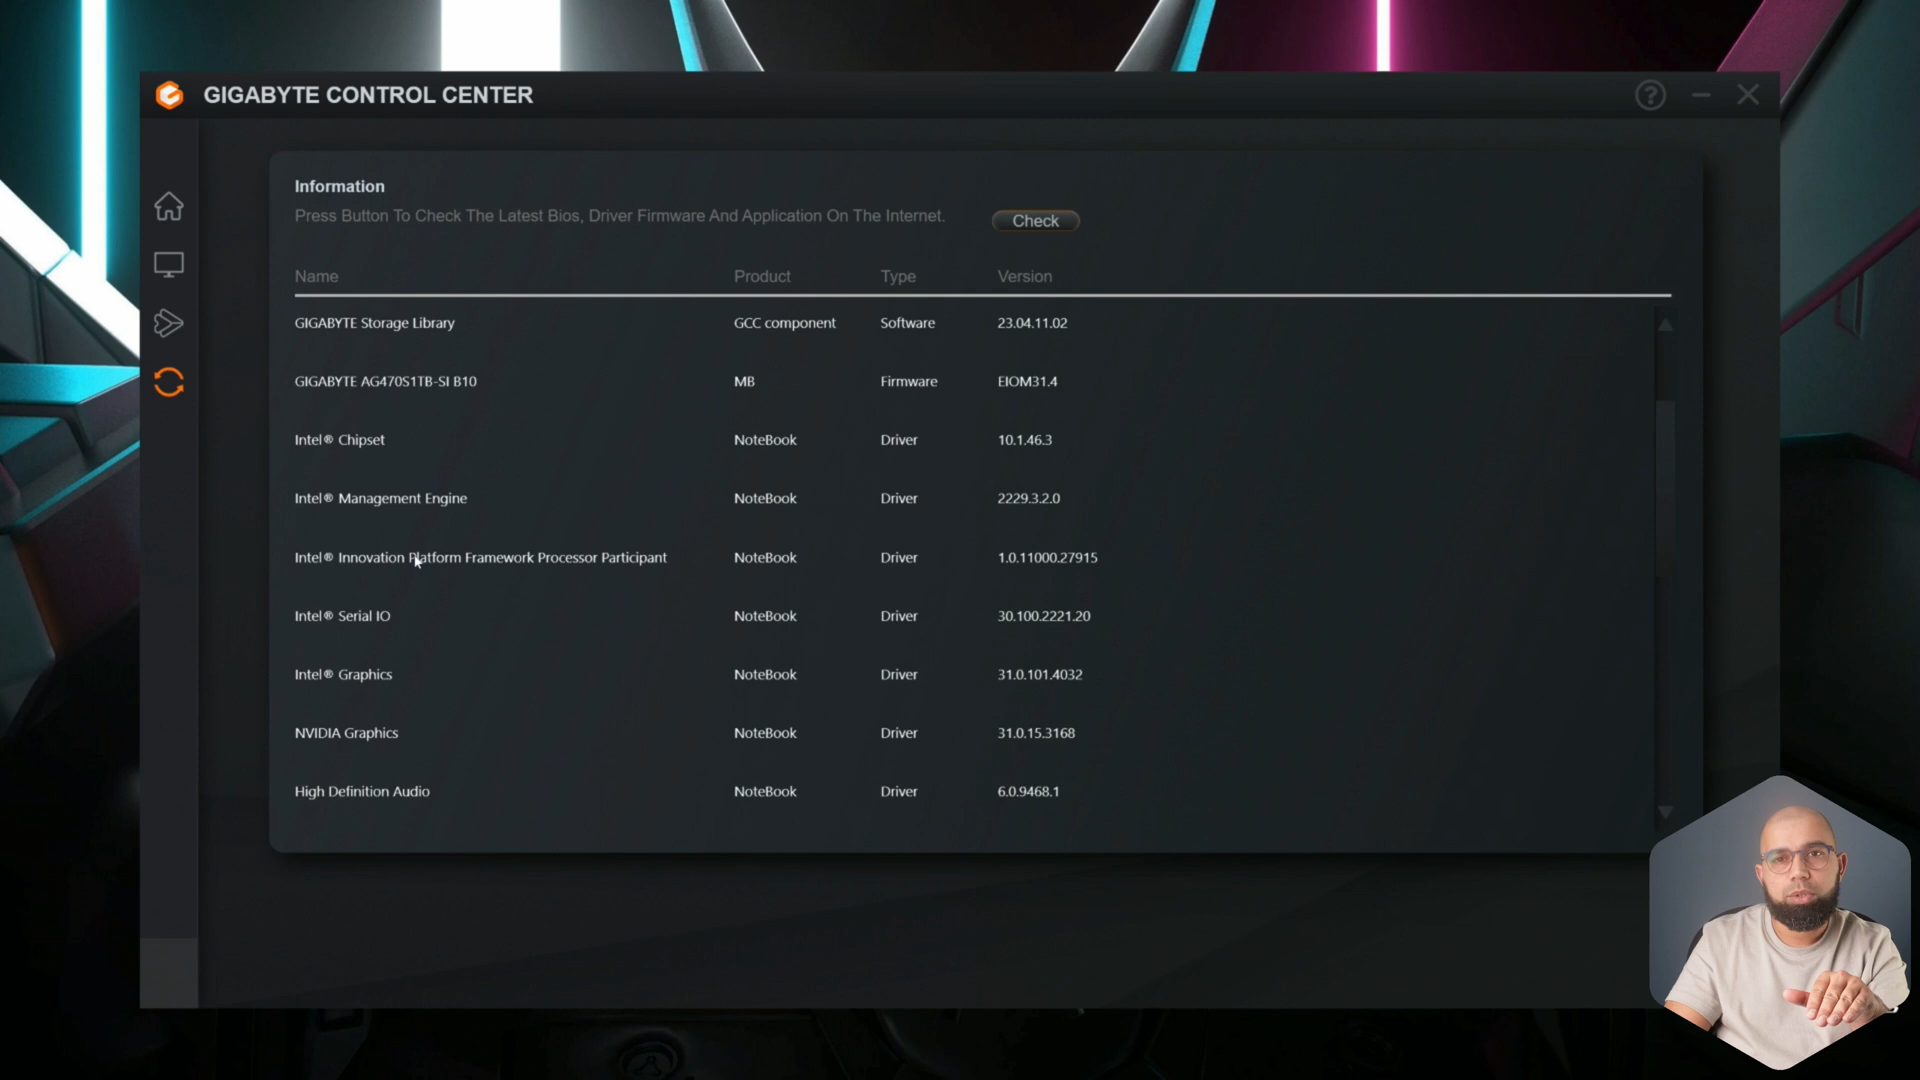 GIGABYTE CONTROL CENTER
Information
Press Button To Check The Latest Bios, Driver Firmware And Application On The Internet. Check
Name Product Type Version
GIGABYTE Storage Library GCC component Software 23.04.11.02
GIGABYTE AG470S1TB-SI B10 MB Firmware EIOM31.4
Intel® Chipset NoteBook Driver 10.1.46.3
Intel® Management Engine NoteBook Driver 2229.3.2.0
Intel® Innovation Platform Framework Processor Participant NoteBook Driver 1.0.11000.27915
Intel® Serial IO NoteBook Driver 30.100.2221.20
Intel® Graphics NoteBook Driver 31.0.101.4032
NVIDIA Graphics NoteBook Driver 31.0.15.3168
High Definition Audio NoteBook Driver 6.0.9468.1